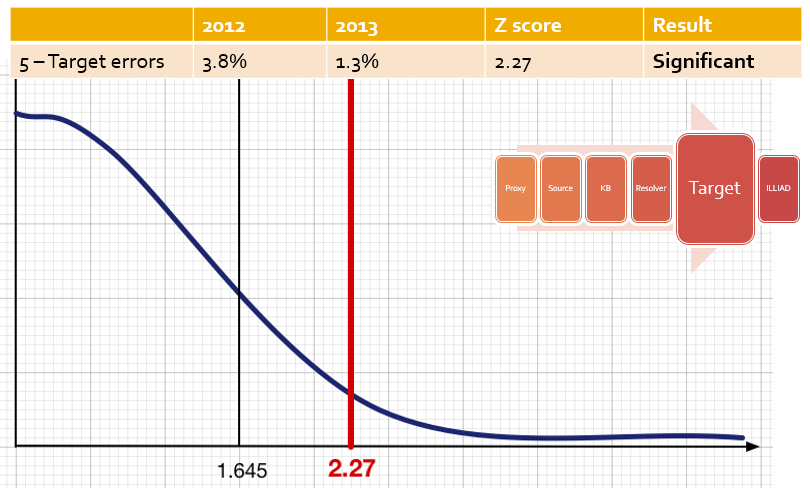 2012 2013 Z score Result
5 – Target errors 3.8% 1.3% 2.27 Significant
Proxy Source KB Resolver Target ILLIAD
1.645 2.27